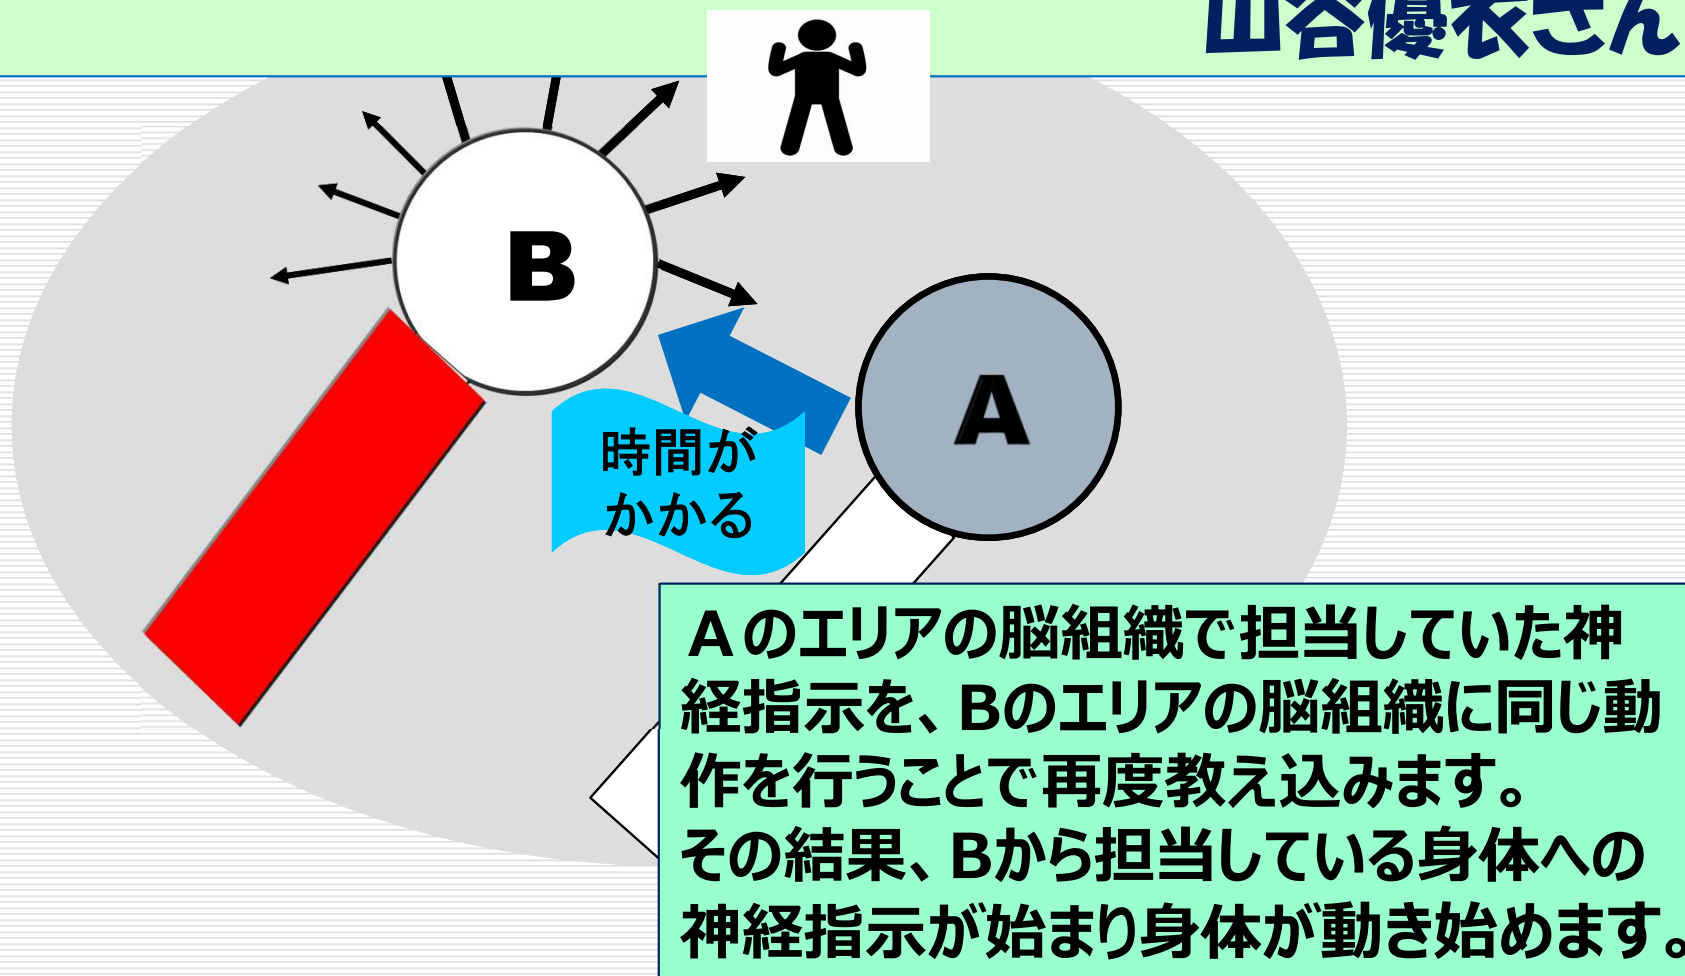 山谷優衣さん
B
A
時間が
かかる
Aのエリアの脳組織で担当していた神
経指示を、Bのエリアの脳組織に同じ動
作を行うことで再度教え込みます。
その結果、Bから担当している身体への
神経指示が始まり身体が動き始めます。